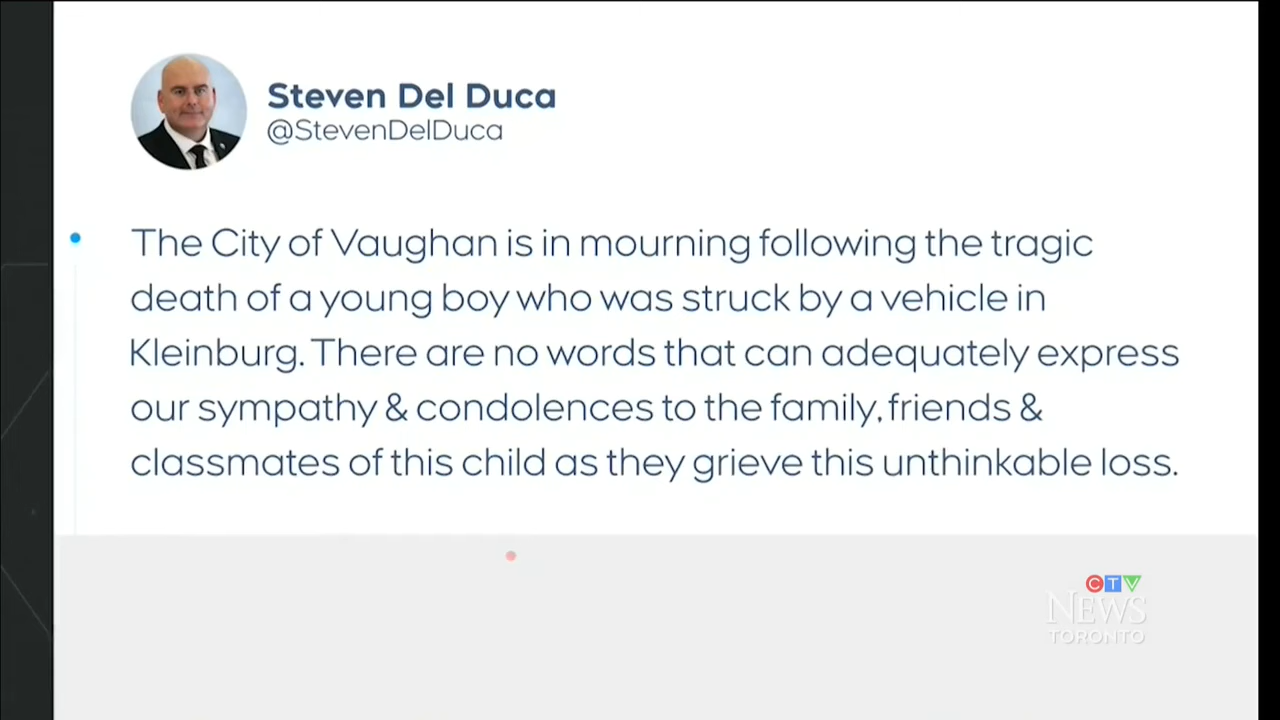 Steven Del Duca
@StevenDelDuca
The City of Vaughan is in mourning following the tragic
death of a young boy who was struck by a vehicle in
Kleinburg. There are no words that can adequately express
our sympathy & condolences to the family, friends &
classmates of this child as they grieve this unthinkable loss.
CTV
NEWS
TORONTO